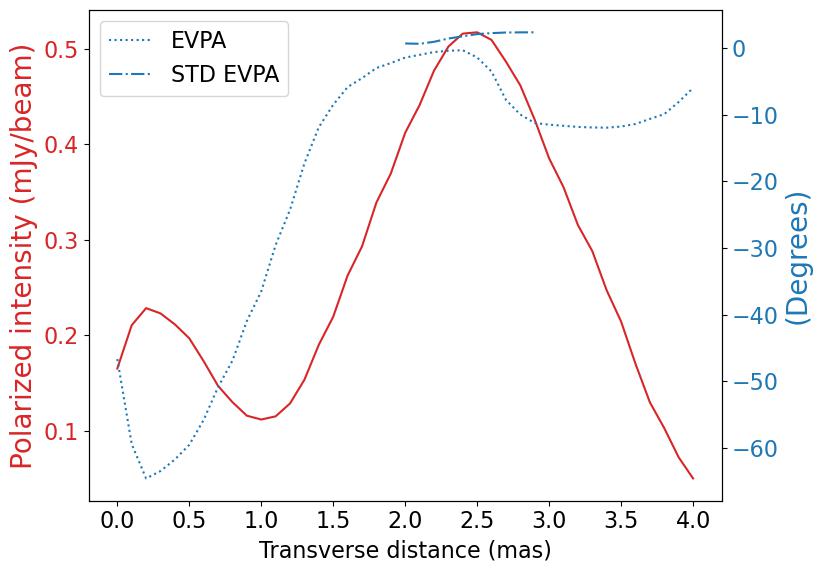 EVPA
STD EVPA
Polarized intensity (mJy/beam)
0.5
0.4
0.3
0.2
0.1
0
−10
−20
−30
−40
−50
−60
(Degrees)
0.0 0.5 1.0 1.5 2.0 2.5 3.0 3.5 4.0
Transverse distance (mas)